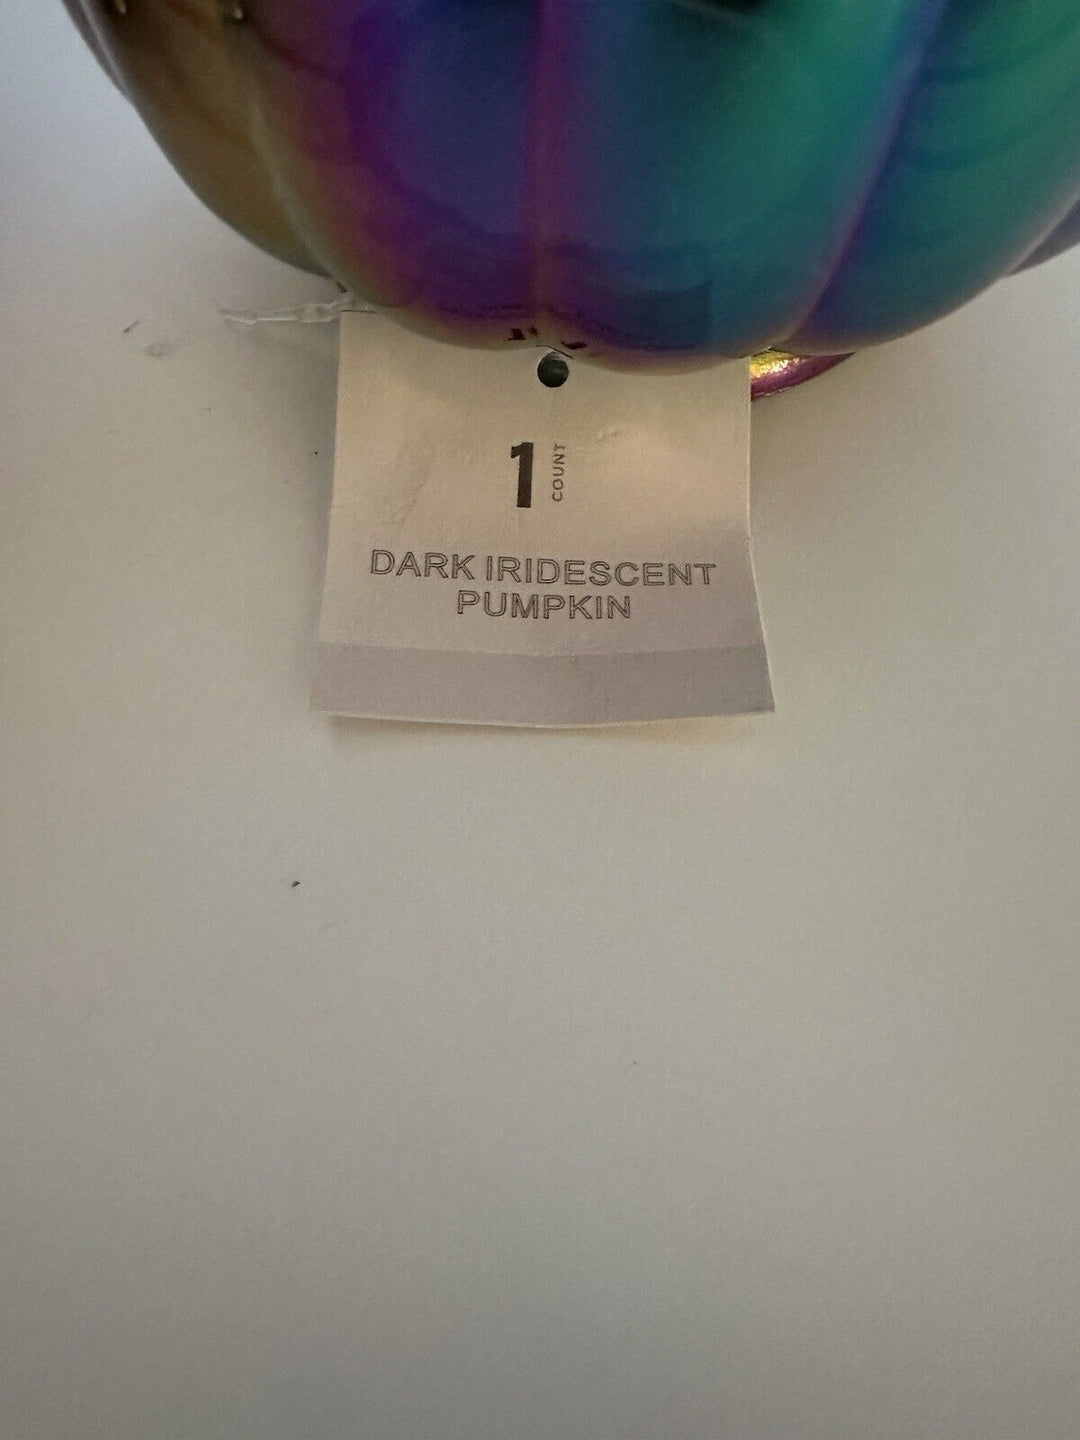 1 COUNT
DARK IRIDESCENT
PUMPKIN